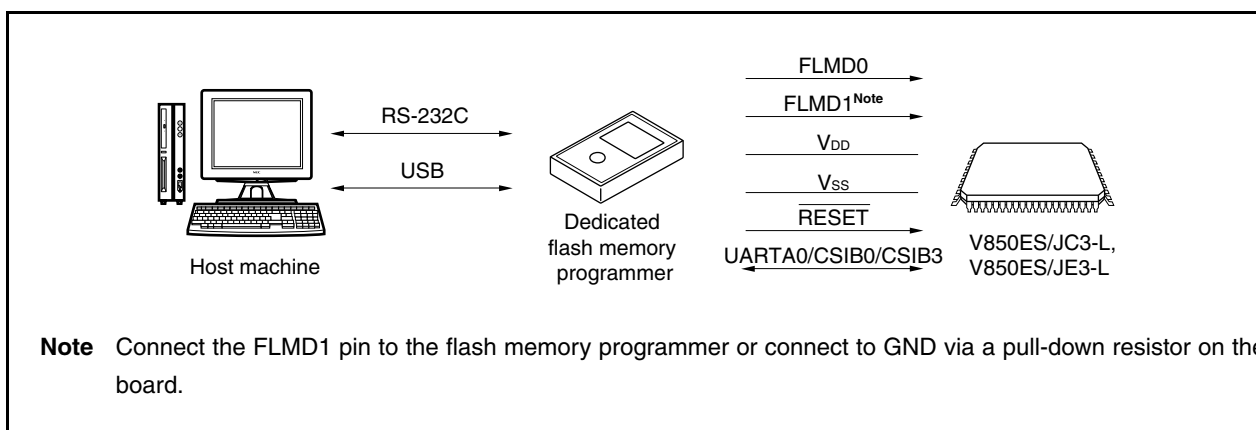 RS-232C
USB
Host machine
Dedicated
flash memory
programmer
FLMD0
FLMD1Note
VDD
VSS
RESET
UARTA0/CSIB0/CSIB3
V850ES/JC3-L,
V850ES/JE3-L
Note Connect the FLMD1 pin to the flash memory programmer or connect to GND via a pull-down resistor on the
board.